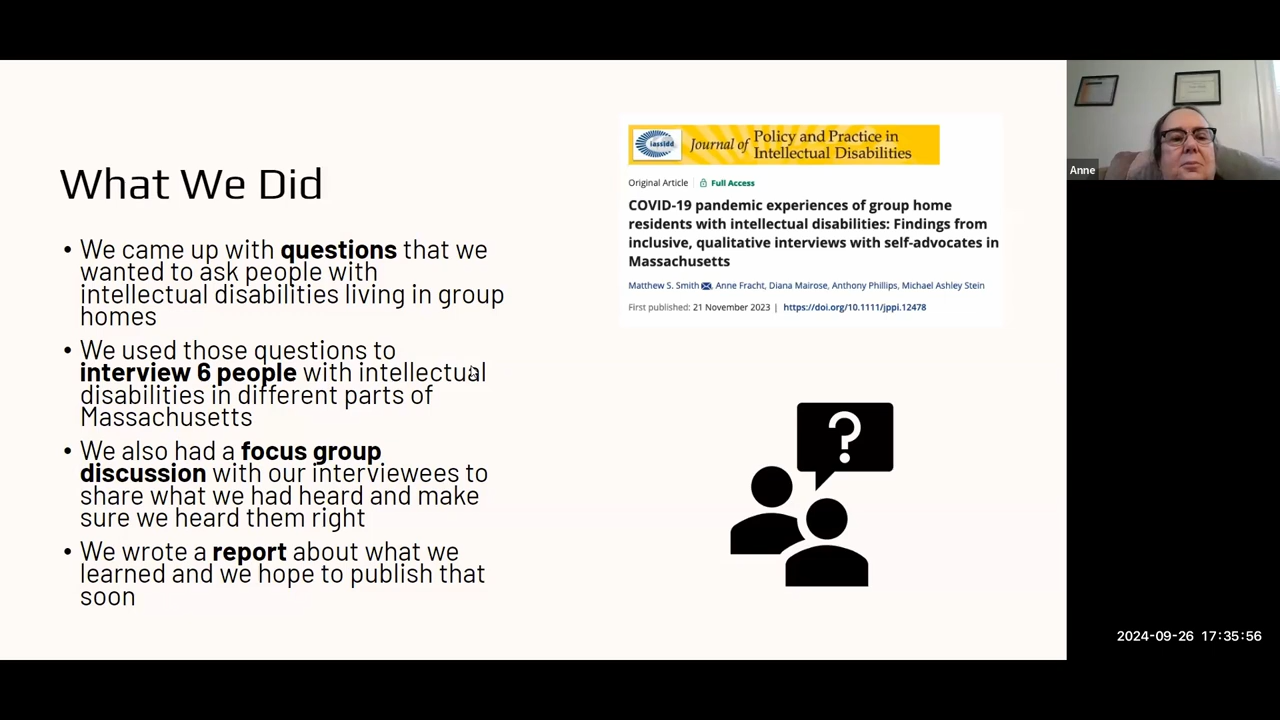 What We Did
• We came up with questions that we
wanted to ask people with
intellectual disabilities living in group
homes
• We used those questions to
interview 6 people with intellectual
disabilities in different parts of
Massachusetts
• We also had a focus group
discussion with our interviewees to
share what we had heard and make
sure we heard them right
• We wrote a report about what we
learned and we hope to publish that
soon
iassidd
Journal of Policy and Practice in
Intellectual Disabilities
Original Article | Full Access
COVID-19 pandemic experiences of group home
residents with intellectual disabilities: Findings from
inclusive, qualitative interviews with self-advocates in
Massachusetts
Matthew S. Smith, Anne Fracht, Diana Mairose, Anthony Phillips, Michael Ashley Stein
First published: 21 November 2023 | https://doi.org/10.1111/jppi.12478
?
Anne
2024-09-26 17:35:56